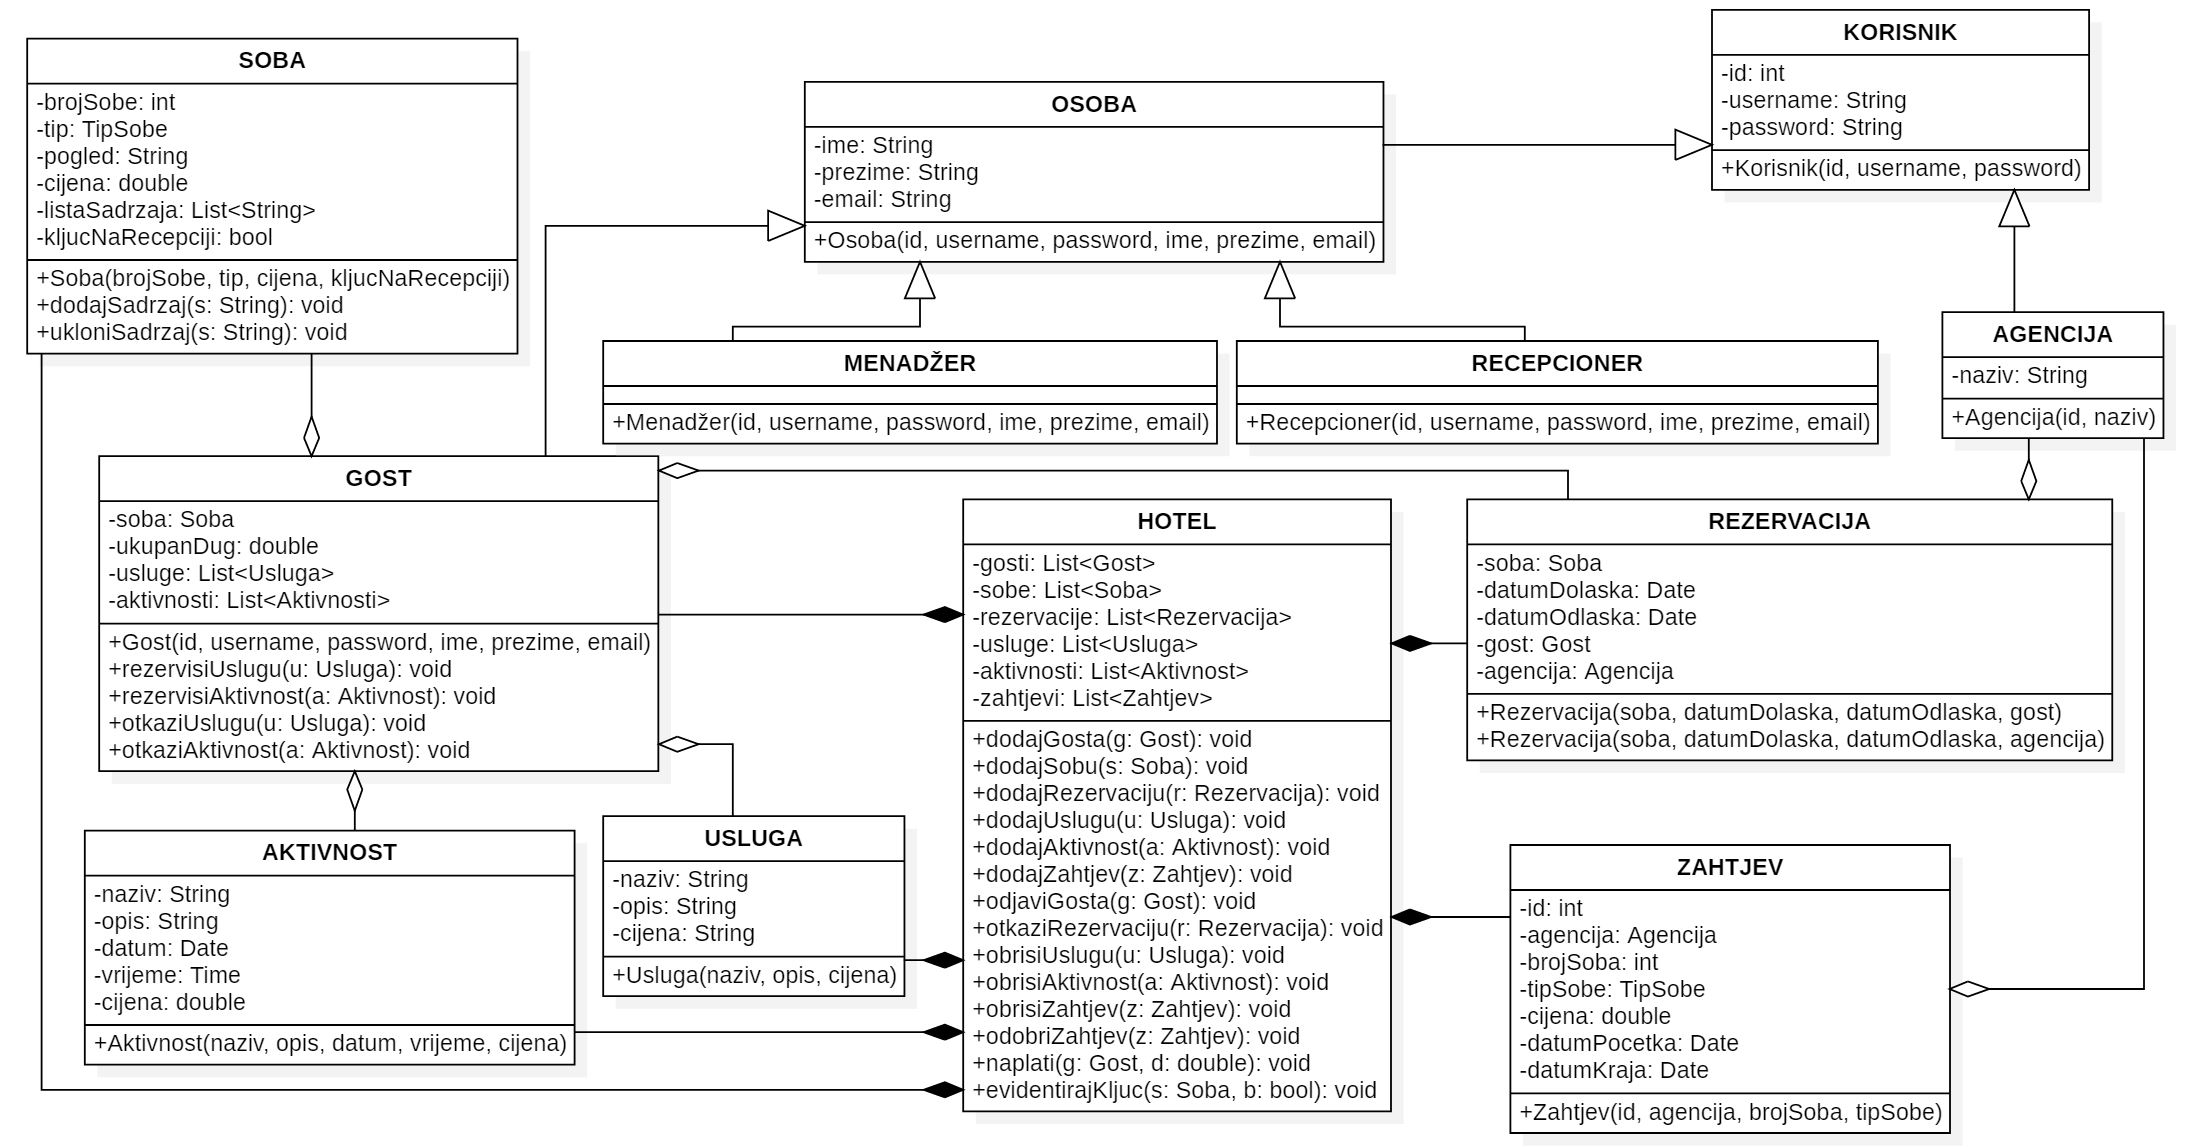 SOBA
-brojSobe: int
-tip: TipSobe
-pogled: String
-cijena: double
-listaSadrzaja: List<String>
-kljucNaRecepciji: bool
+Soba(brojSobe, tip, cijena, kljucNaRecepciji)
+dodajSadrzaj(s: String): void
+ukloniSadrzaj(s: String): void
OSOBA
-ime: String
-prezime: String
-email: String
+Osoba(id, username, password, ime, prezime, email)
KORISNIK
-id: int
-username: String
-password: String
+Korisnik(id, username, password)
MENADŽER
+Menadžer(id, username, password, ime, prezime, email)
RECEPCIONER
+Recepcioner(id, username, password, ime, prezime, email)
AGENCIJA
-naziv: String
+Agencija(id, naziv)
GOST
-soba: Soba
-ukupanDug: double
-usluge: List<Usluga>
-aktivnosti: List<Aktivnosti>
+Gost(id, username, password, ime, prezime, email)
+rezervisiUslugu(u: Usluga): void
+rezervisiAktivnost(a: Aktivnost): void
+otkaziUslugu(u: Usluga): void
+otkaziAktivnost(a: Aktivnost): void
HOTEL
-gosti: List<Gost>
-sobe: List<Soba>
-rezervacije: List<Rezervacija>
-usluge: List<Usluga>
-aktivnosti: List<Aktivnost>
-zahtjevi: List<Zahtjev>
+dodajGosta(g: Gost): void
+dodajSobu(s: Soba): void
+dodajRezervaciju(r: Rezervacija): void
+dodajUslugu(u: Usluga): void
+dodajAktivnost(a: Aktivnost): void
+dodajZahtjev(z: Zahtjev): void
+odjaviGosta(g: Gost): void
+otkaziRezervaciju(r: Rezervacija): void
+obrisiUslugu(u: Usluga): void
+obrisiAktivnost(a: Aktivnost): void
+obrisiZahtjev(z: Zahtjev): void
+odobriZahtjev(z: Zahtjev): void
+naplati(g: Gost, d: double): void
+evidentirajKljuc(s: Soba, b: bool): void
REZERVACIJA
-soba: Soba
-datumDolaska: Date
-datumOdlaska: Date
-gost: Gost
-agencija: Agencija
+Rezervacija(soba, datumDolaska, datumOdlaska, gost)
+Rezervacija(soba, datumDolaska, datumOdlaska, agencija)
AKTIVNOST
-naziv: String
-opis: String
-datum: Date
-vrijeme: Time
-cijena: double
+Aktivnost(naziv, opis, datum, vrijeme, cijena)
USLUGA
-naziv: String
-opis: String
-cijena: String
+Usluga(naziv, opis, cijena)
ZAHTJEV
-id: int
-agencija: Agencija
-brojSoba: int
-tipSobe: TipSobe
-cijena: double
-datumPocetka: Date
-datumKraja: Date
+Zahtjev(id, agencija, brojSoba, tipSobe)